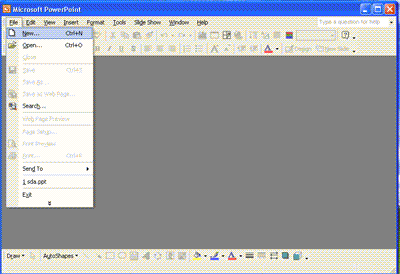 Microsoft PowerPoint
File Edit View Insert Format Tools Slide Show Window Help
Type a question for help
New... Ctrl+N
Open... Ctrl+O
Close
Save Ctrl+S
Save As...
Save as Web Page...
Search...
Web Page Preview
Page Setup...
Print Preview
Print... Ctrl+P
Send To
1 sda.ppt
Exit
Design New Slide
Draw AutoShapes